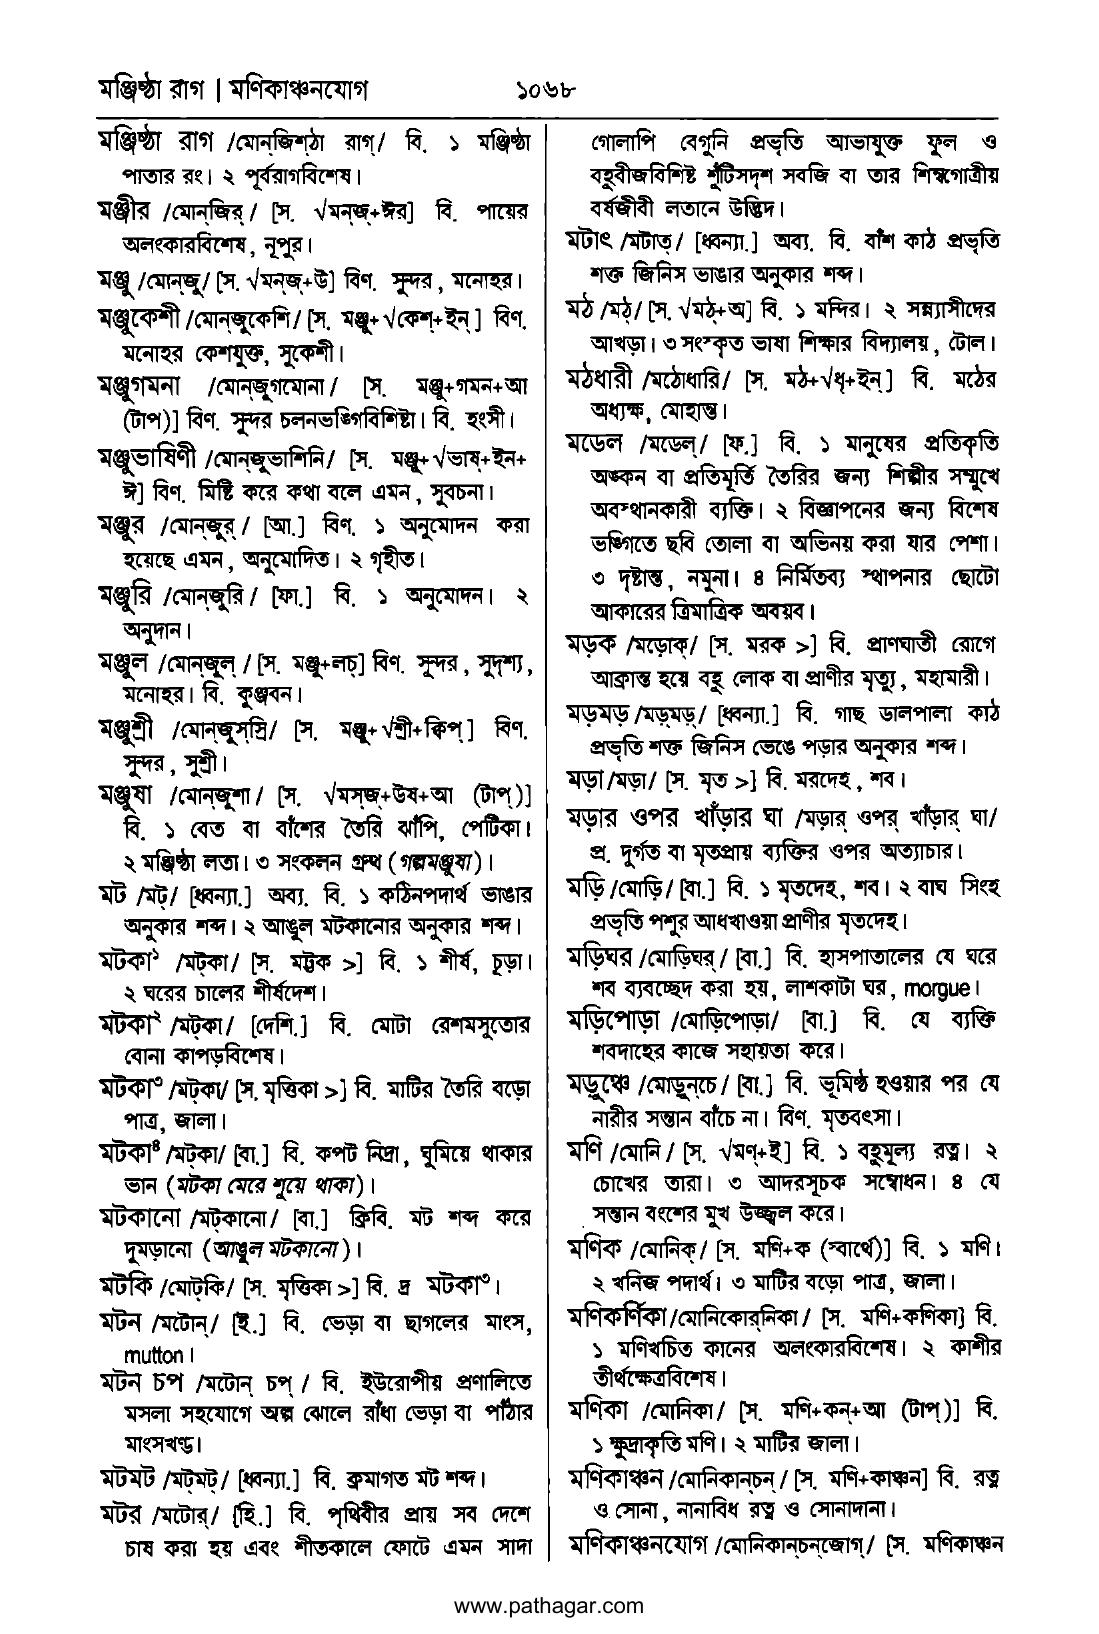 মঞ্জিষ্ঠা রাগ | মণিকাঞ্চনযোগ
১০৬৮
মঞ্জিষ্ঠা রাগ /মোন্‌জিশ্‌ঠা রাগ্‌/ বি. ১ মঞ্জিষ্ঠা
পাতার রং। ২ পূর্বরাগবিশেষ।
মঞ্জীর /মোন্‌জির্‌/ [স. √মন্‌জ্‌+ঈর] বি. পায়ের
অলংকারবিশেষ, নূপুর।
মঞ্জু /মোন্‌জু/ [স. √মন্‌জ্‌+উ] বিণ. সুন্দর, মনোহর।
মঞ্জুকেশী /মোন্‌জুকেশি/ [স. মঞ্জু+√কেশ্‌+ইন্‌] বিণ.
মনোহর কেশযুক্ত, সুকেশী।
মঞ্জুগমনা /মোন্‌জুগমোনা/ [স. মঞ্জু+গমন+আ
(টাপ্‌)] বিণ. সুন্দর চলনভঙ্গিবিশিষ্টা। বি. হংসী।
মঞ্জুভাষিণী /মোন্‌জুভাশিনি/ [স. মঞ্জু+√ভাষ্‌+ইন+
ঈ] বিণ. মিষ্টি করে কথা বলে এমন, সুবচনা।
মঞ্জুর /মোন্‌জুর্‌/ [আ.] বিণ. ১ অনুমোদন করা
হয়েছে এমন, অনুমোদিত। ২ গৃহীত।
মঞ্জুরি /মোন্‌জুরি/ [ফা.] বি. ১ অনুমোদন। ২
অনুদান।
মঞ্জুল /মোন্‌জুল্‌/ [স. মঞ্জু+লচ্‌] বিণ. সুন্দর, সুদৃশ্য,
মনোহর। বি. কুঞ্জবন।
মঞ্জুশ্রী /মোন্‌জুস্‌স্রি/ [স. মঞ্জু+√শ্রী+ক্বিপ্‌] বিণ.
সুন্দর, সুশ্রী।
মঞ্জুষা /মোন্‌জুশা/ [স. √মস্‌জ্‌+উষ+আ (টাপ্‌)]
বি. ১ বেত বা বাঁশের তৈরি ঝাঁপি, পেটিকা।
২ মঞ্জিষ্ঠা লতা। ৩ সংকলন গ্রন্থ (গল্পমঞ্জুষা)।
মট /মট্‌/ [ধ্বন্যা.] অব্য. বি. ১ কঠিনপদার্থ ভাঙার
অনুকার শব্দ। ২ আঙুল মটকানোর অনুকার শব্দ।
মটকা১ /মট্‌কা/ [স. মট্টক >] বি. ১ শীর্ষ, চূড়া।
২ ঘরের চালের শীর্ষদেশ।
মটকা২ /মট্‌কা/ [দেশি.] বি. মোটা রেশমসুতোর
বোনা কাপড়বিশেষ।
মটকা৩ /মট্‌কা/ [স. মৃত্তিকা >] বি. মাটির তৈরি বড়ো
পাত্র, জালা।
মটকা৪ /মট্‌কা/ [বা.] বি. কপট নিদ্রা, ঘুমিয়ে থাকার
ভান (মটকা মেরে শুয়ে থাকা)।
মটকানো /মট্‌কানো/ [বা.] ক্রিবি. মট শব্দ করে
দুমড়ানো (আঙুল মটকানো)।
মটকি /মোট্‌কি/ [স. মৃত্তিকা >] বি. দ্র মটকা৩।
মটন /মটোন্‌/ [ই.] বি. ভেড়া বা ছাগলের মাংস,
mutton।
মটন চপ /মটোন্‌ চপ্‌/ বি. ইউরোপীয় প্রণালিতে
মসলা সহযোগে অল্প ঝোলে রাঁধা ভেড়া বা পাঁঠার
মাংসখণ্ড।
মটমট /মট্‌মট্‌/ [ধ্বন্যা.] বি. ক্রমাগত মট শব্দ।
মটর /মটোর্‌/ [হি.] বি. পৃথিবীর প্রায় সব দেশে
চাষ করা হয় এবং শীতকালে ফোটে এমন সাদা
গোলাপি বেগুনি প্রভৃতি আভাযুক্ত ফুল ও
বহুবীজবিশিষ্ট শুঁটিসদৃশ সবজি বা তার শিম্বগোত্রীয়
বর্ষজীবী লতানে উদ্ভিদ।
মটাৎ /মটাত্‌/ [ধ্বন্যা.] অব্য. বি. বাঁশ কাঠ প্রভৃতি
শক্ত জিনিস ভাঙার অনুকার শব্দ।
মঠ /মঠ্‌/ [স. √মঠ্‌+অ] বি. ১ মন্দির। ২ সন্ন্যাসীদের
আখড়া। ৩ সংস্কৃত ভাষা শিক্ষার বিদ্যালয়, টোল।
মঠধারী /মঠোধারি/ [স. মঠ+√ধৃ+ইন্‌] বি. মঠের
অধ্যক্ষ, মোহান্ত।
মডেল /মডেল্‌/ [ফ.] বি. ১ মানুষের প্রতিকৃতি
অঙ্কন বা প্রতিমূর্তি তৈরির জন্য শিল্পীর সম্মুখে
অবস্থানকারী ব্যক্তি। ২ বিজ্ঞাপনের জন্য বিশেষ
ভঙ্গিতে ছবি তোলা বা অভিনয় করা যার পেশা।
৩ দৃষ্টান্ত, নমুনা। ৪ নির্মিতব্য স্থাপনার ছোটো
আকারের ত্রিমাত্রিক অবয়ব।
মড়ক /মড়োক্‌/ [স. মরক >] বি. প্রাণঘাতী রোগে
আক্রান্ত হয়ে বহু লোক বা প্রাণীর মৃত্যু, মহামারী।
মড়মড় /মড়্‌মড়্‌/ [ধ্বন্যা.] বি. গাছ ডালপালা কাঠ
প্রভৃতি শক্ত জিনিস ভেঙে পড়ার অনুকার শব্দ।
মড়া /মড়া/ [স. মৃত >] বি. মরদেহ, শব।
মড়ার ওপর খাঁড়ার ঘা /মড়ার্‌ ওপর্‌ খাঁড়ার্‌ ঘা/
প্র. দুর্গত বা মৃতপ্রায় ব্যক্তির ওপর অত্যাচার।
মড়ি /মোড়ি/ [বা.] বি. ১ মৃতদেহ, শব। ২ বাঘ সিংহ
প্রভৃতি পশুর আধখাওয়া প্রাণীর মৃতদেহ।
মড়িঘর /মোড়িঘর্‌/ [বা.] বি. হাসপাতালের যে ঘরে
শব ব্যবচ্ছেদ করা হয়, লাশকাটা ঘর, morgue।
মড়িপোড়া /মোড়িপোড়া/ [বা.] বি. যে ব্যক্তি
শবদাহের কাজে সহায়তা করে।
মড়ুঞ্চে /মোড়ুন্‌চে/ [বা.] বি. ভূমিষ্ঠ হওয়ার পর যে
নারীর সন্তান বাঁচে না। বিণ. মৃতবৎসা।
মণি /মোনি/ [স. √মণ্‌+ই] বি. ১ বহুমূল্য রত্ন। ২
চোখের তারা। ৩ আদরসূচক সম্বোধন। ৪ যে
সন্তান বংশের মুখ উজ্জ্বল করে।
মণিক /মোনিক্‌/ [স. মণি+ক (স্বার্থে)] বি. ১ মণি।
২ খনিজ পদার্থ। ৩ মাটির বড়ো পাত্র, জালা।
মণিকর্ণিকা /মোনিকোর্‌নিকা/ [স. মণি+কণিকা] বি.
১ মণিখচিত কানের অলংকারবিশেষ। ২ কাশীর
তীর্থক্ষেত্রবিশেষ।
মণিকা /মোনিকা/ [স. মণি+কন্‌+আ (টাপ্‌)] বি.
১ ক্ষুদ্রাকৃতি মণি। ২ মাটির জালা।
মণিকাঞ্চন /মোনিকান্‌চন্‌/ [স. মণি+কাঞ্চন] বি. রত্ন
ও সোনা, নানাবিধ রত্ন ও সোনাদানা।
মণিকাঞ্চনযোগ /মোনিকান্‌চন্‌জোগ্‌/ [স. মণিকাঞ্চন
www.pathagar.com